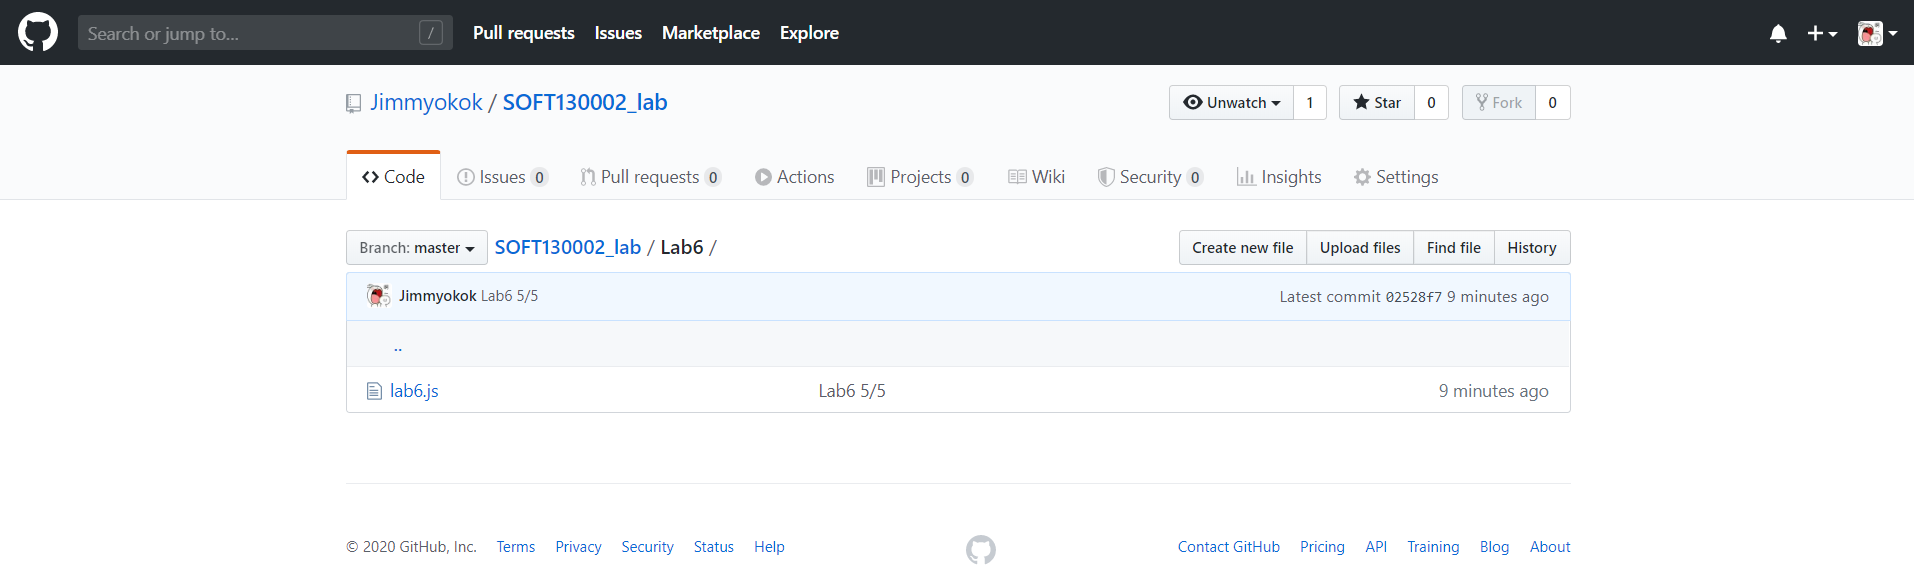 Search or jump to... / Pull requests Issues Marketplace Explore
Jimmyokok / SOFT130002_lab Unwatch 1 Star 0 Fork 0
Code Issues 0 Pull requests 0 Actions Projects 0 Wiki Security 0 Insights Settings
Branch: master SOFT130002_lab / Lab6 / Create new file Upload files Find file History
Jimmyokok Lab6 5/5 Latest commit 02528f7 9 minutes ago
..
lab6.js Lab6 5/5 9 minutes ago
© 2020 GitHub, Inc. Terms Privacy Security Status Help Contact GitHub Pricing API Training Blog About